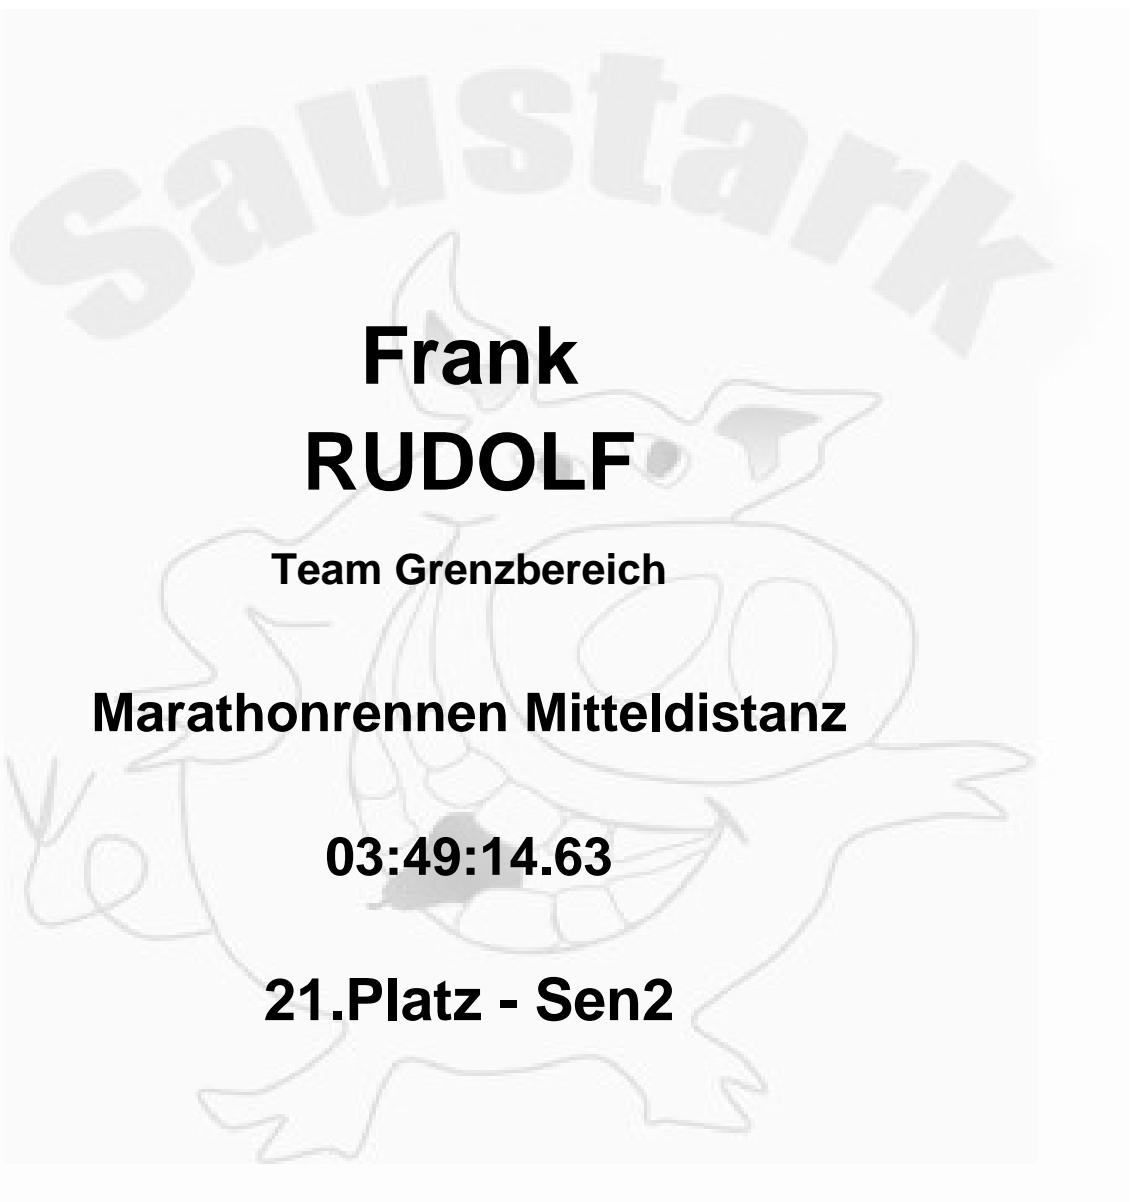 Saustark
Frank
RUDOLF
Team Grenzbereich
Marathonrennen Mitteldistanz
03:49:14.63
21.Platz - Sen2